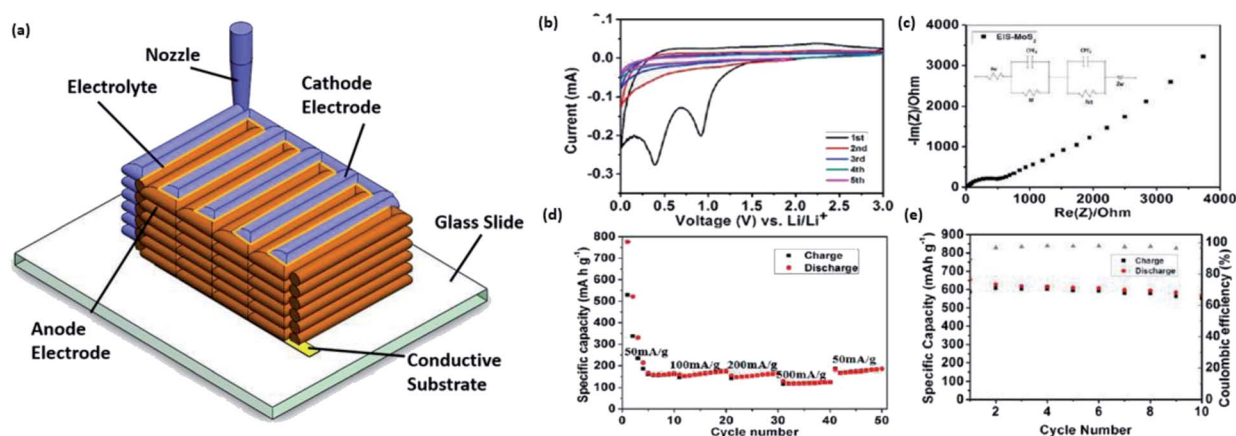 (a)
Nozzle
Electrolyte
Cathode
Electrode
Glass Slide
Anode
Electrode
Conductive
Substrate
(b)
0.0
-0.1
-0.2
-0.3
0.0 0.5 1.0 1.5 2.0 2.5 3.0
Current (mA)
Voltage (V) vs. Li/Li+
1st
2nd
3rd
4th
5th
(c)
4000
3000
2000
1000
0
0 1000 2000 3000 4000
-Im(Z)/Ohm
Re(Z)/Ohm
EIS-MoS2
(d)
800
700
600
500
400
300
200
100
0
0 10 20 30 40 50
Specific capacity (mA h g-1)
Cycle number
Charge
Discharge
50mA/g
100mA/g
200mA/g
500mA/g
50mA/g
(e)
900
800
700
600
500
400
300
200
100
0
2 4 6 8 10
Specific Capacity (mAh g-1)
Cycle Number
Charge
Discharge
100
80
60
40
20
0
Coulombic efficiency (%)